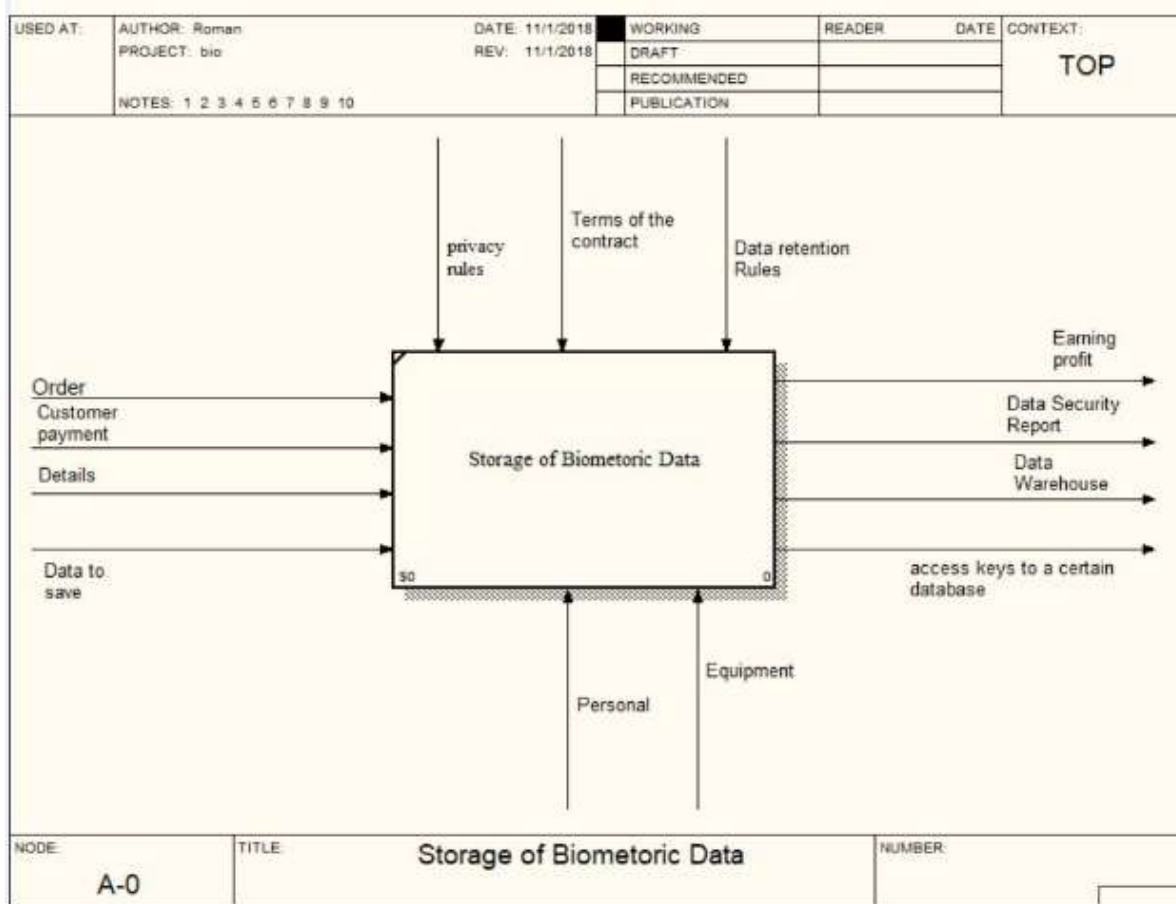 USED AT:
AUTHOR: Roman
DATE: 11/1/2018
WORKING
READER
DATE
CONTEXT:
PROJECT: bio
REV: 11/1/2018
DRAFT
TOP
RECOMMENDED
NOTES: 1 2 3 4 5 6 7 8 9 10
PUBLICATION
privacy
rules
Terms of the
contract
Data retention
Rules
Order
Customer
payment
Details
Data to
save
Storage of Biometoric Data
$0
0
Earning
profit
Data Security
Report
Data
Warehouse
access keys to a certain
database
Personal
Equipment
NODE:
A-0
TITLE:
Storage of Biometoric Data
NUMBER: